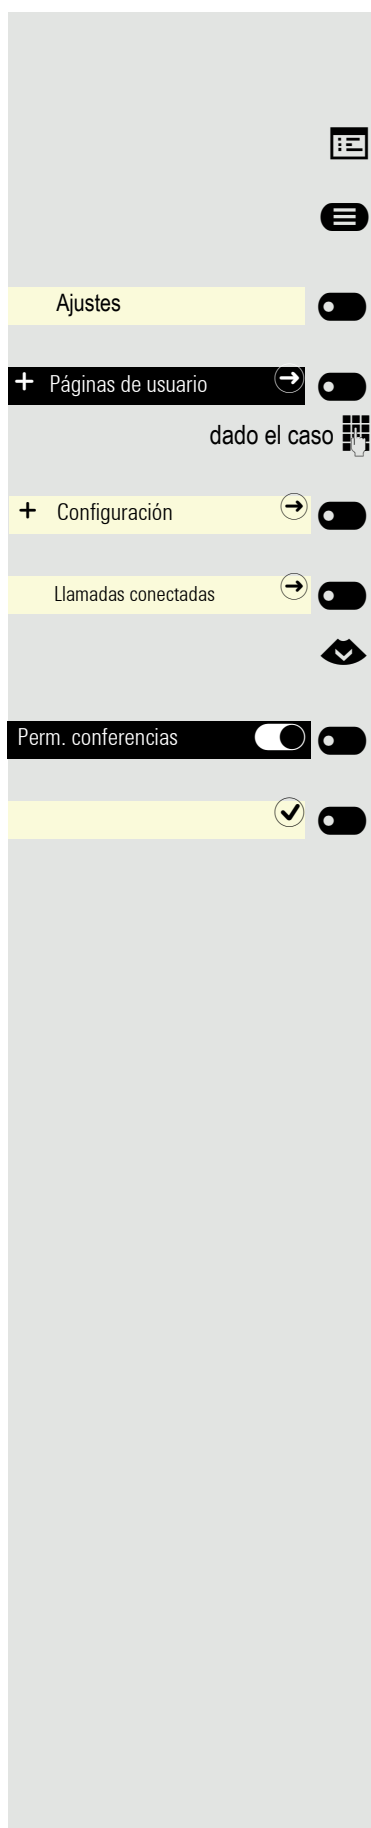 Ajustes
+ Páginas de usuario
dado el caso
+ Configuración
Llamadas conectadas
Perm. conferencias